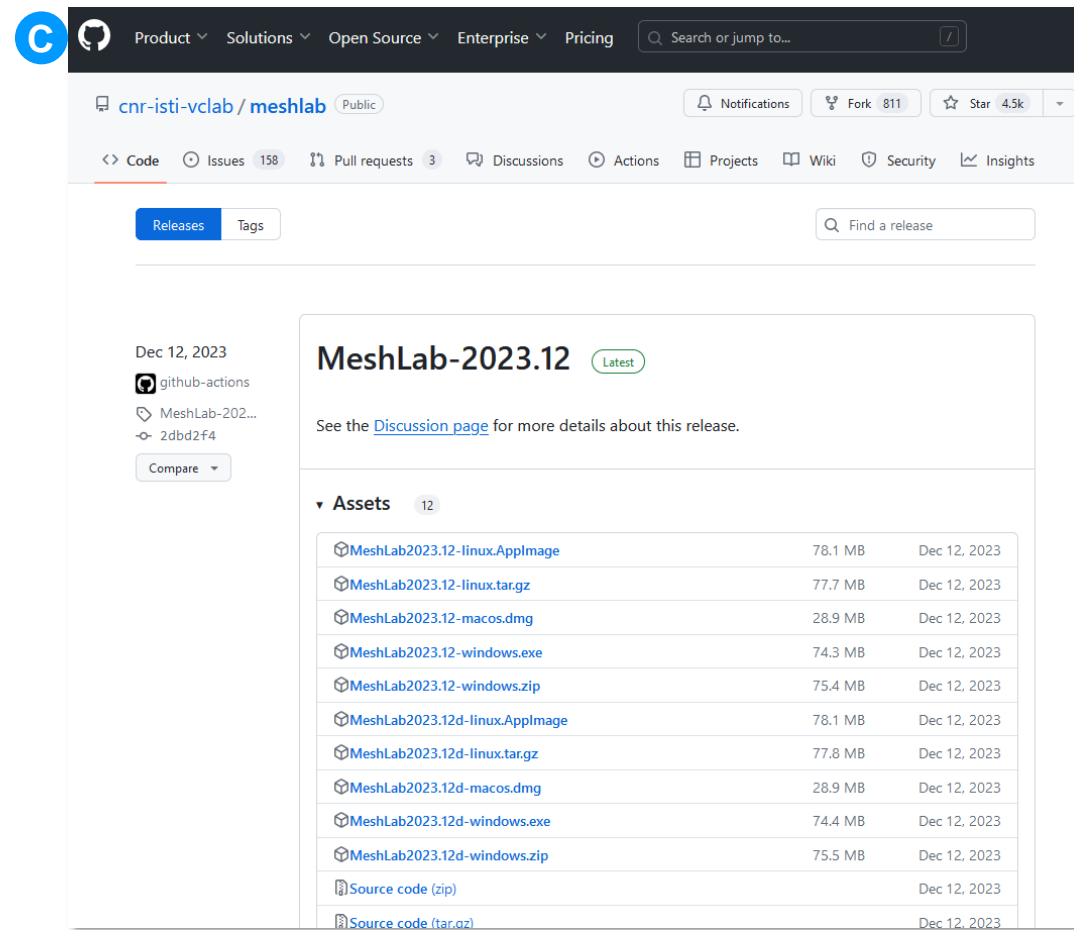 C
Product Solutions Open Source Enterprise Pricing Search or jump to... /
cnr-isti-vclab / meshlab Public Notifications Fork 811 Star 4.5k
Code Issues 158 Pull requests 3 Discussions Actions Projects Wiki Security Insights
Releases Tags Find a release
Dec 12, 2023
github-actions
MeshLab-202...
2dbd2f4
Compare
MeshLab-2023.12 Latest
See the Discussion page for more details about this release.
Assets 12
MeshLab2023.12-linux.AppImage 78.1 MB Dec 12, 2023
MeshLab2023.12-linux.tar.gz 77.7 MB Dec 12, 2023
MeshLab2023.12-macos.dmg 28.9 MB Dec 12, 2023
MeshLab2023.12-windows.exe 74.3 MB Dec 12, 2023
MeshLab2023.12-windows.zip 75.4 MB Dec 12, 2023
MeshLab2023.12d-linux.AppImage 78.1 MB Dec 12, 2023
MeshLab2023.12d-linux.tar.gz 77.8 MB Dec 12, 2023
MeshLab2023.12d-macos.dmg 28.9 MB Dec 12, 2023
MeshLab2023.12d-windows.exe 74.4 MB Dec 12, 2023
MeshLab2023.12d-windows.zip 75.5 MB Dec 12, 2023
Source code (zip) Dec 12, 2023
Source code (tar.gz) Dec 12, 2023